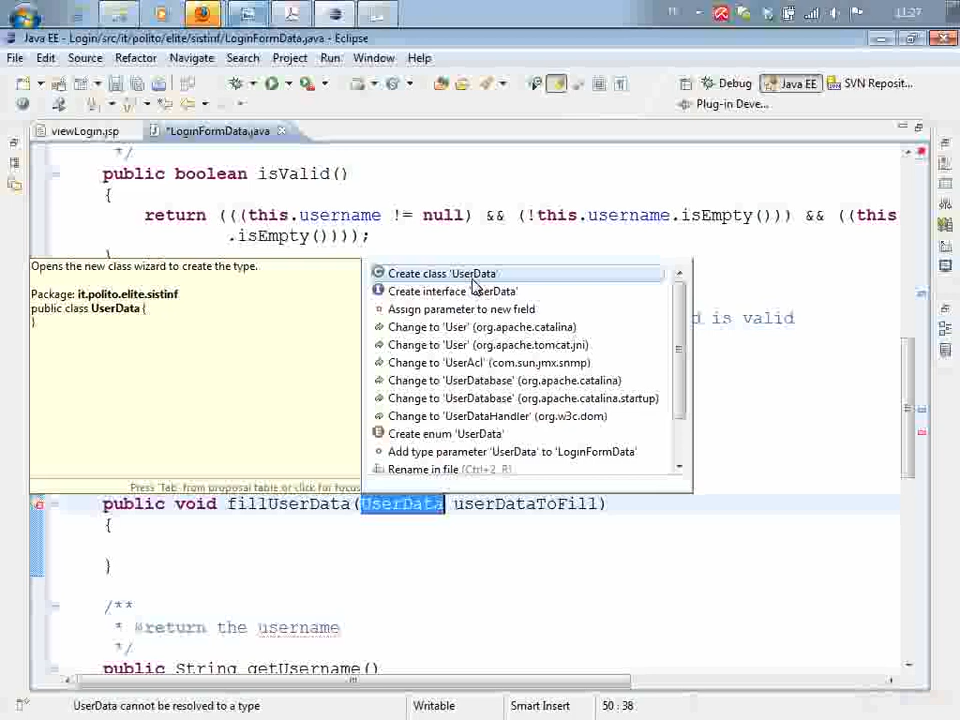 11:27
Java EE - Login/src/it/polito/elite/sistinf/LoginFormData.java - Eclipse
File Edit Source Refactor Navigate Search Project Run Window Help
Debug Java EE SVN Reposit...
Plug-in Deve...
viewLogin.jsp *LoginFormData.java
*/
public boolean isValid()
{
return (((this.username != null) && (!this.username.isEmpty())) && ((this
.isEmpty())));
}
Opens the new class wizard to create the type.
Package: it.polito.elite.sistinf
public class UserData {
}
Press 'Tab' from proposal table or click for focus
Create class 'UserData'
Create interface 'UserData'
Assign parameter to new field
Change to 'User' (org.apache.catalina)
Change to 'User' (org.apache.tomcat.jni)
Change to 'UserAcl' (com.sun.jmx.snmp)
Change to 'UserDatabase' (org.apache.catalina)
Change to 'UserDatabase' (org.apache.catalina.startup)
Change to 'UserDataHandler' (org.w3c.dom)
Create enum 'UserData'
Add type parameter 'UserData' to 'LoginFormData'
Rename in file (Ctrl+2, R)
d is valid
public void fillUserData(UserData userDataToFill)
{
}
/**
* @return the username
*/
public String getUsername()
UserData cannot be resolved to a type Writable Smart Insert 50 : 38